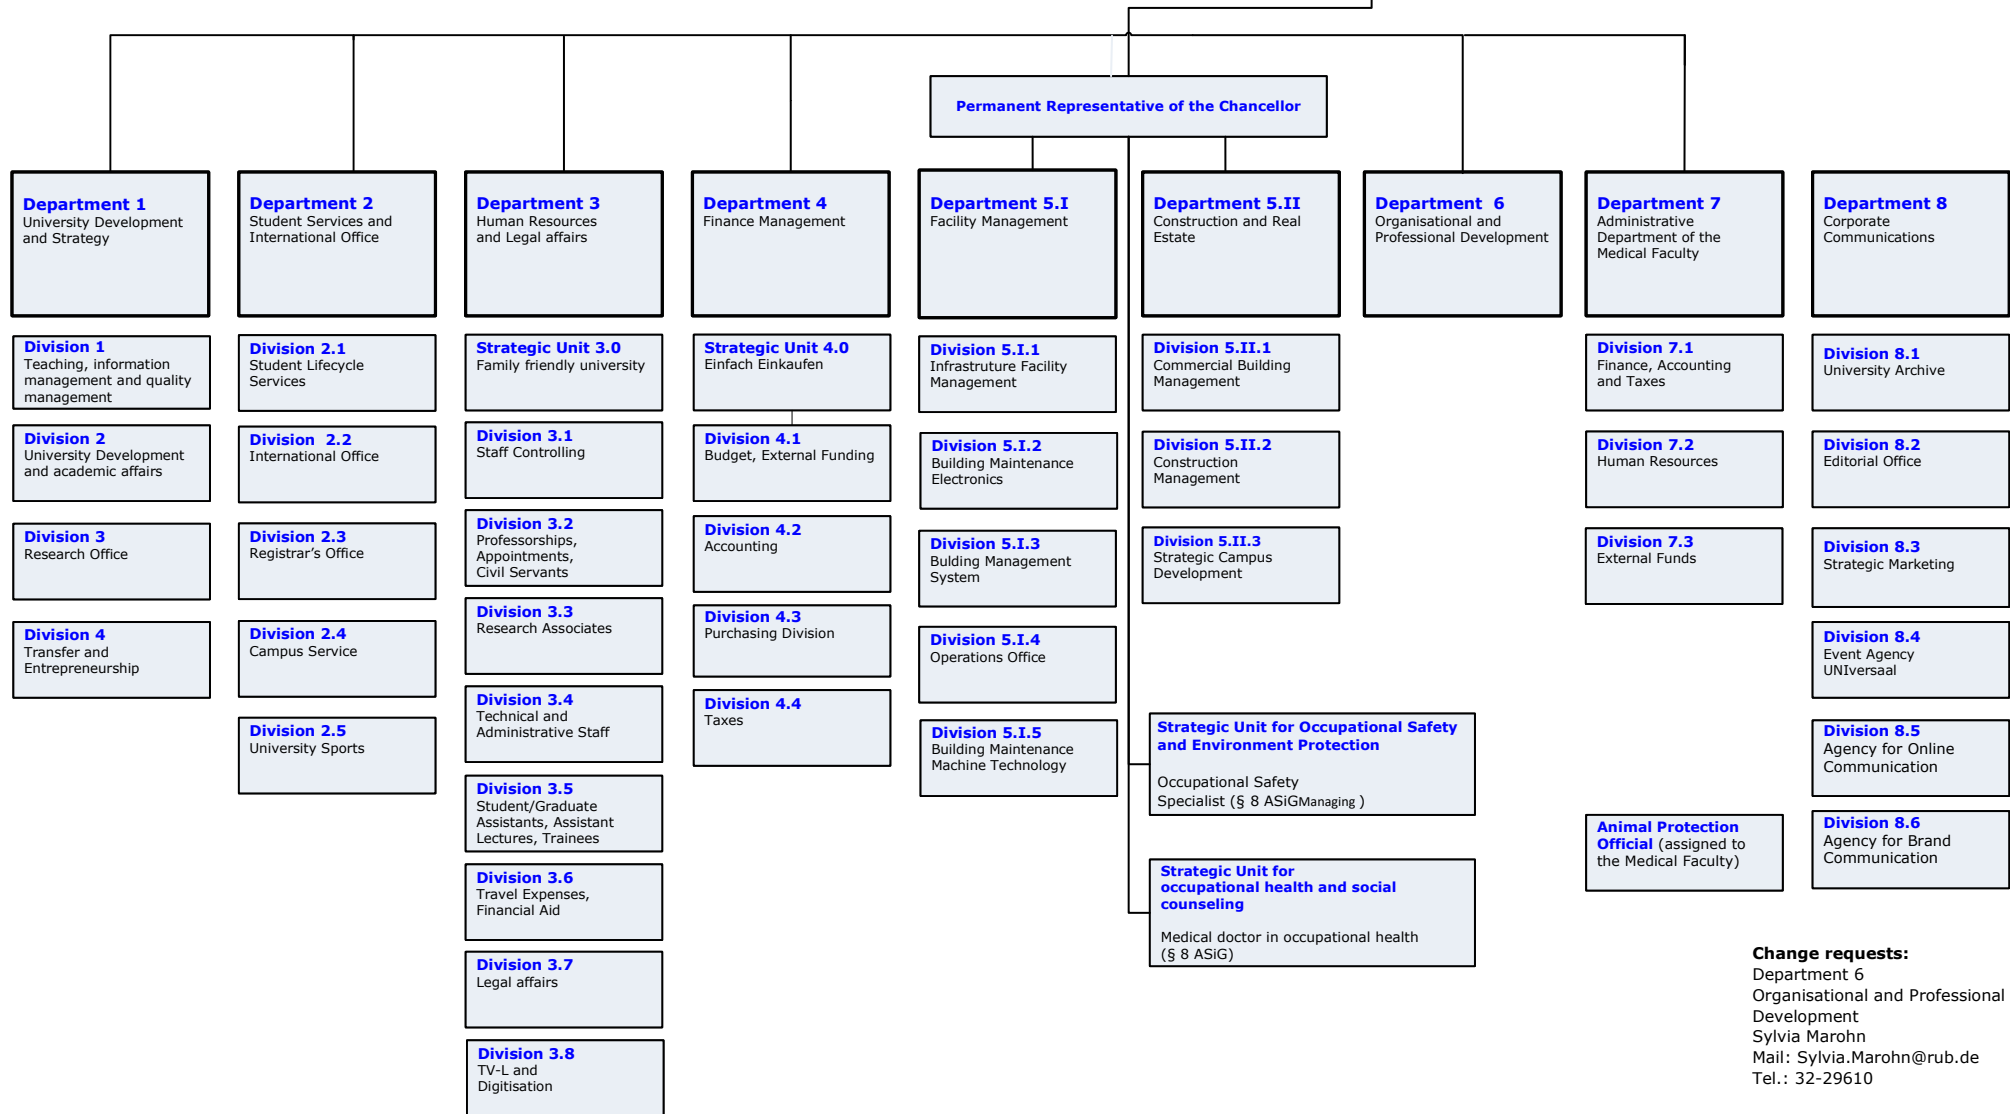 Permanent Representative of the Chancellor
Department 1
University Development
and Strategy
Department 2
Student Services and
International Office
Department 3
Human Resources
and Legal affairs
Department 4
Finance Management
Department 5.I
Facility Management
Department 5.II
Construction and Real
Estate
Department  6
Organisational and
Professional Development
Department 7
Administrative
Department of the
Medical Faculty
Department 8
Corporate
Communications
Division 1
Teaching, information
management and quality
management
Division 2
University Development
and academic affairs
Division 3
Research Office
Division 4
Transfer and
Entrepreneurship
Division 2.1
Student Lifecycle
Services
Division  2.2
International Office
Division 2.3
Registrar's Office
Division 2.4
Campus Service
Division 2.5
University Sports
Strategic Unit 3.0
Family friendly university
Division 3.1
Staff Controlling
Division 3.2
Professorships,
Appointments,
Civil Servants
Division 3.3
Research Associates
Division 3.4
Technical and
Administrative Staff
Division 3.5
Student/Graduate
Assistants, Assistant
Lectures, Trainees
Division 3.6
Travel Expenses,
Financial Aid
Division 3.7
Legal affairs
Division 3.8
TV-L and
Digitisation
Strategic Unit 4.0
Einfach Einkaufen
Division 4.1
Budget, External Funding
Division 4.2
Accounting
Division 4.3
Purchasing Division
Division 4.4
Taxes
Division 5.I.1
Infrastruture Facility
Management
Division 5.I.2
Building Maintenance
Electronics
Division 5.I.3
Bulding Management
System
Division 5.I.4
Operations Office
Division 5.I.5
Building Maintenance
Machine Technology
Division 5.II.1
Commercial Building
Management
Division 5.II.2
Construction
Management
Division 5.II.3
Strategic Campus
Development
Strategic Unit for Occupational Safety
and Environment Protection
Occupational Safety
Specialist (§ 8 ASiGManaging )
Strategic Unit for
occupational health and social
counseling
Medical doctor in occupational health
(§ 8 ASiG)
Division 7.1
Finance, Accounting
and Taxes
Division 7.2
Human Resources
Division 7.3
External Funds
Animal Protection
Official (assigned to
the Medical Faculty)
Division 8.1
University Archive
Division 8.2
Editorial Office
Division 8.3
Strategic Marketing
Division 8.4
Event Agency
UNIversaal
Division 8.5
Agency for Online
Communication
Division 8.6
Agency for Brand
Communication
Change requests:
Department 6
Organisational and Professional
Development
Sylvia Marohn
Mail: Sylvia.Marohn@rub.de
Tel.: 32-29610